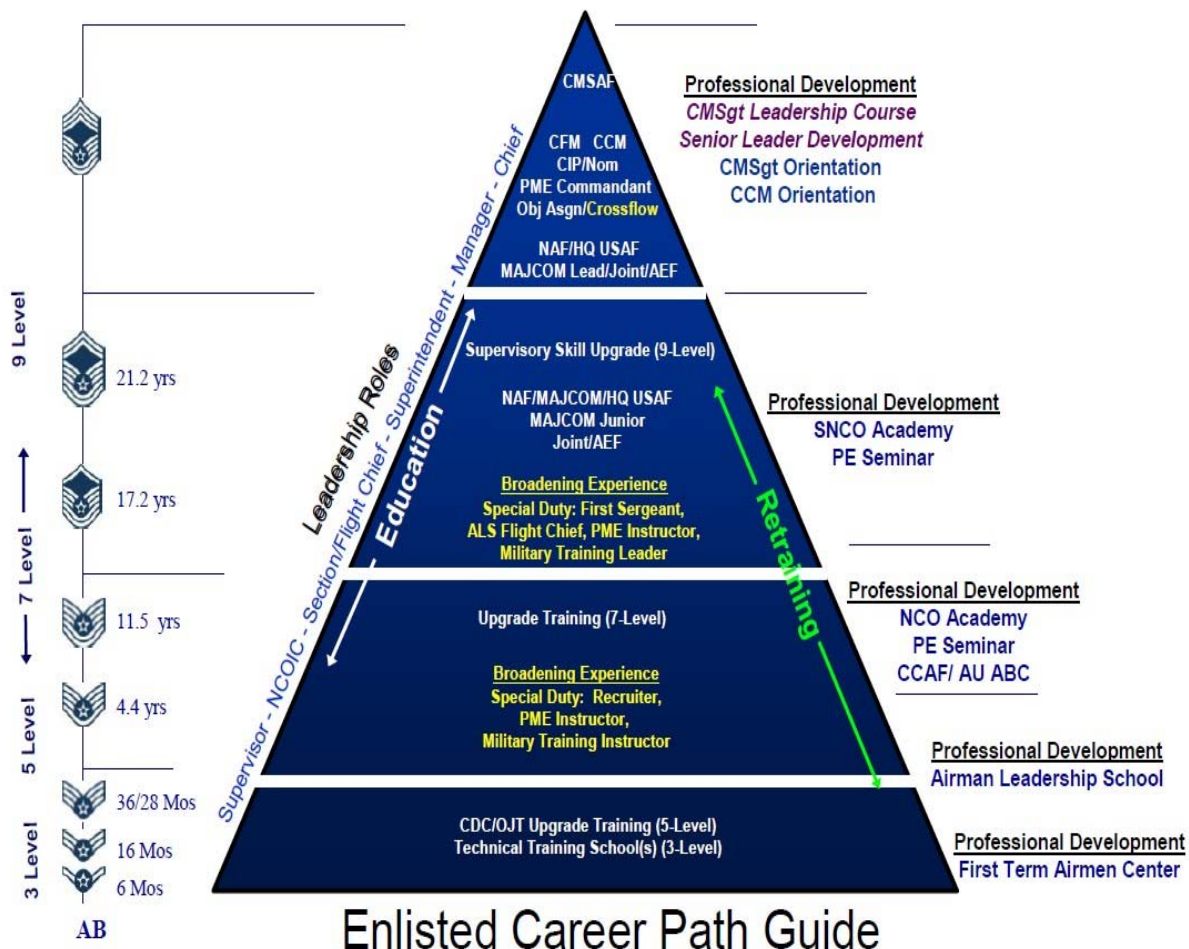 CMSAF
CFM CCM
CIP/Nom
PME Commandant
Obj Asgn/Crossflow
NAF/HQ USAF
MAJCOM Lead/Joint/AEF
Professional Development
CMSgt Leadership Course
Senior Leader Development
CMSgt Orientation
CCM Orientation
9 Level
21.2 yrs
17.2 yrs
7 Level
11.5 yrs
4.4 yrs
5 Level
36/28 Mos
16 Mos
6 Mos
3 Level
AB
Leadership Roles
Supervisor - NCOIC - Section/Flight Chief - Superintendent - Manager - Chief
Education
Supervisory Skill Upgrade (9-Level)
NAF/MAJCOM/HQ USAF
MAJCOM Junior
Joint/AEF
Broadening Experience
Special Duty: First Sergeant,
ALS Flight Chief, PME Instructor,
Military Training Leader
Retraining
Professional Development
SNCO Academy
PE Seminar
Upgrade Training (7-Level)
Broadening Experience
Special Duty: Recruiter,
PME Instructor,
Military Training Instructor
Professional Development
NCO Academy
PE Seminar
CCAF/ AU ABC
Professional Development
Airman Leadership School
CDC/OJT Upgrade Training (5-Level)
Technical Training School(s) (3-Level)
Professional Development
First Term Airmen Center
Enlisted Career Path Guide